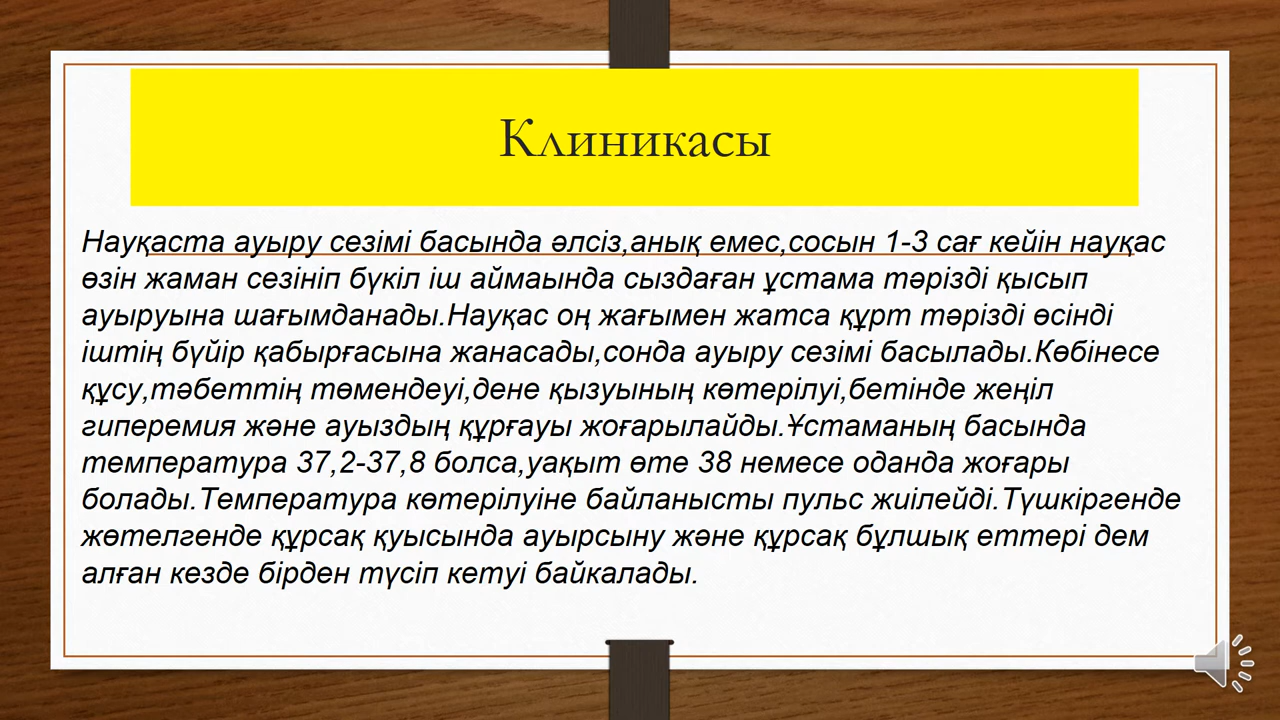 Клиникасы
Науқаста ауыру сезімі басында әлсіз,анық емес,сосын 1-3 сағ кейін науқас
өзін жаман сезініп бүкіл іш аймаында сыздаған ұстама тәрізді қысып
ауыруына шағымданады.Науқас оң жағымен жатса құрт тәрізді өсінді
іштің бүйір қабырғасына жанасады,сонда ауыру сезімі басылады.Көбінесе
құсу,тәбеттің төмендеуі,дене қызуының көтерілуі,бетінде жеңіл
гиперемия және ауыздың құрғауы жоғарылайды.Ұстаманың басында
температура 37,2-37,8 болса,уақыт өте 38 немесе оданда жоғары
болады.Температура көтерілуіне байланысты пульс жиілейді.Түшкіргенде
жөтелгенде құрсақ қуысында ауырсыну және құрсақ бұлшық еттері дем
алған кезде бірден түсіп кетуі байкалады.